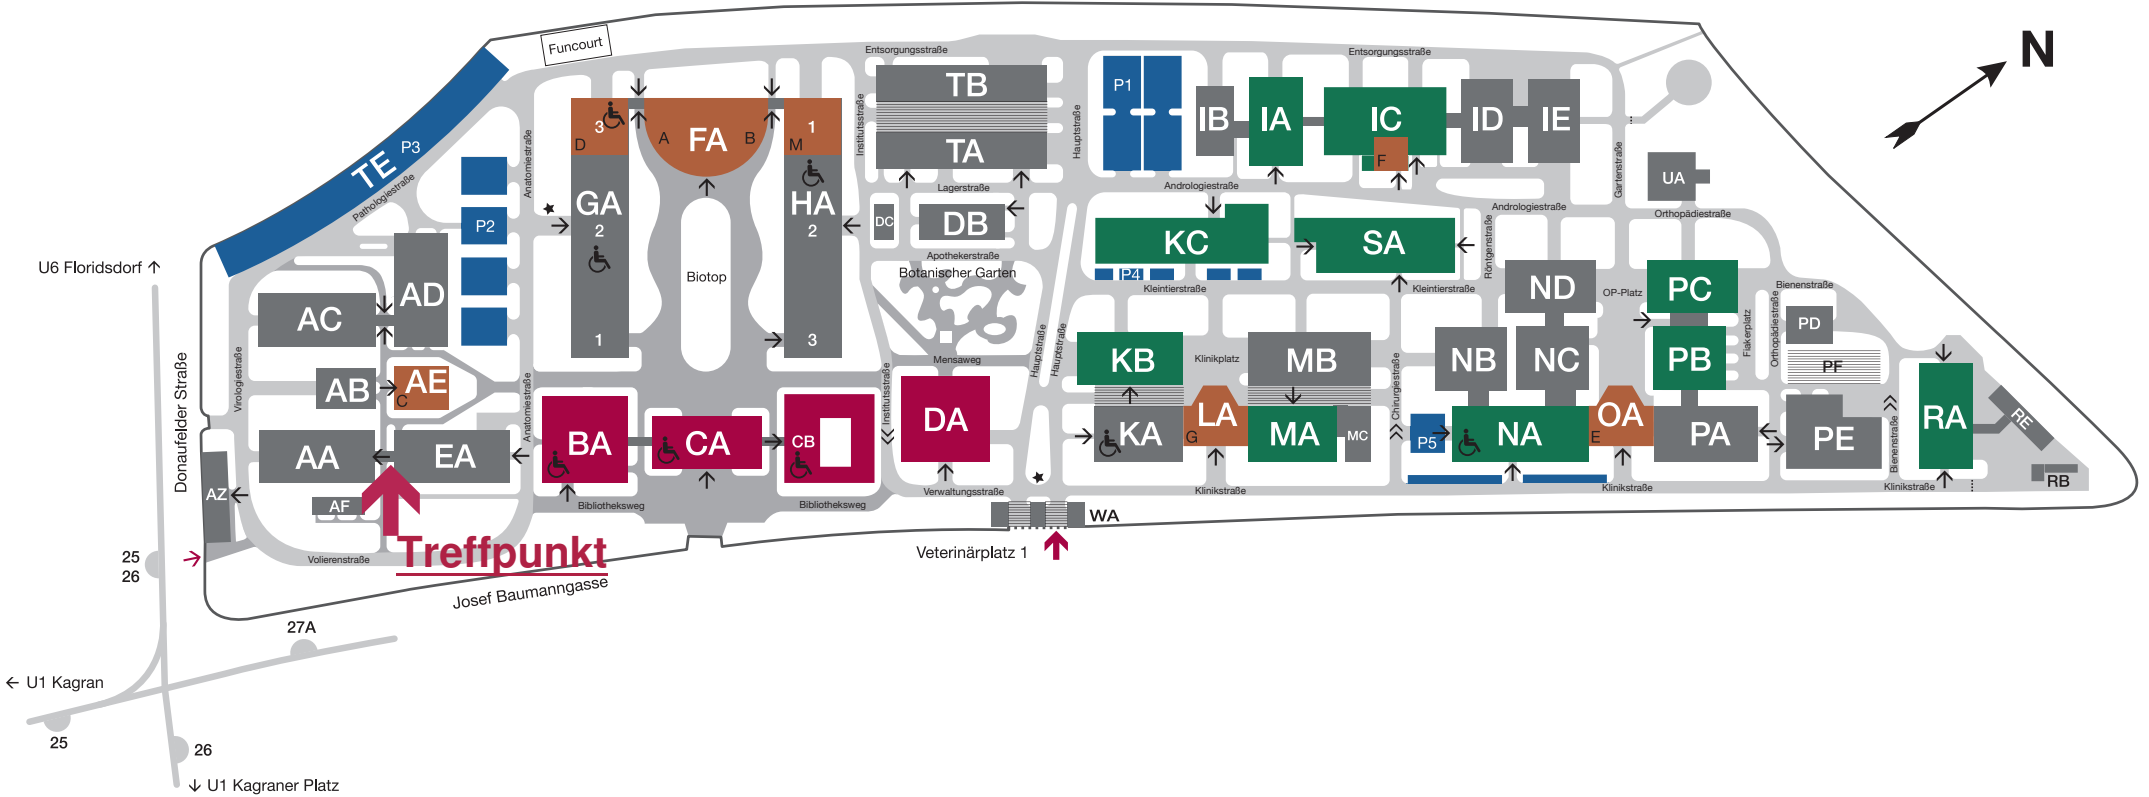 Funcourt
Entsorgungsstraße
Entsorgungsstraße
N
TE P3
Pathologiestraße
Anatomiestraße
P2
3
D
A
FA
B
1
M
GA
2
1
HA
2
3
Biotop
Institutsstraße
TB
TA
Lagerstraße
DC
DB
Apothekerstraße
Botanischer Garten
Mensaweg
Hauptstraße
Hauptstraße
Hauptstraße
P1
IB
IA
IC
F
ID
IE
Andrologiestraße
Andrologiestraße
Gartenstraße
UA
Orthopädiestraße
KC
SA
P4
Röntgenstraße
Kleintierstraße
Kleintierstraße
ND
OP-Platz
PC
Bienenstraße
PD
Orthopädiestraße
Fiakerplatz
KB
Klinikplatz
MB
NB
NC
PB
PF
U6 Floridsdorf ↑
Donaufelder Straße
Virologiestraße
AC
AD
AB
AE
C
AA
EA
AZ
AF
Anatomiestraße
BA
CA
CB
Institutsstraße
DA
KA
G
LA
MA
MC
Chirurgiestraße
P5
NA
E
OA
PA
PE
Bienenstraße
RA
RE
RB
Bibliotheksweg
Bibliotheksweg
Verwaltungsstraße
Klinikstraße
Klinikstraße
Klinikstraße
WA
Veterinärplatz 1
Treffpunkt
Volierenstraße
Josef Baumanngasse
25
26
27A
← U1 Kagran
25
26
↓ U1 Kagraner Platz